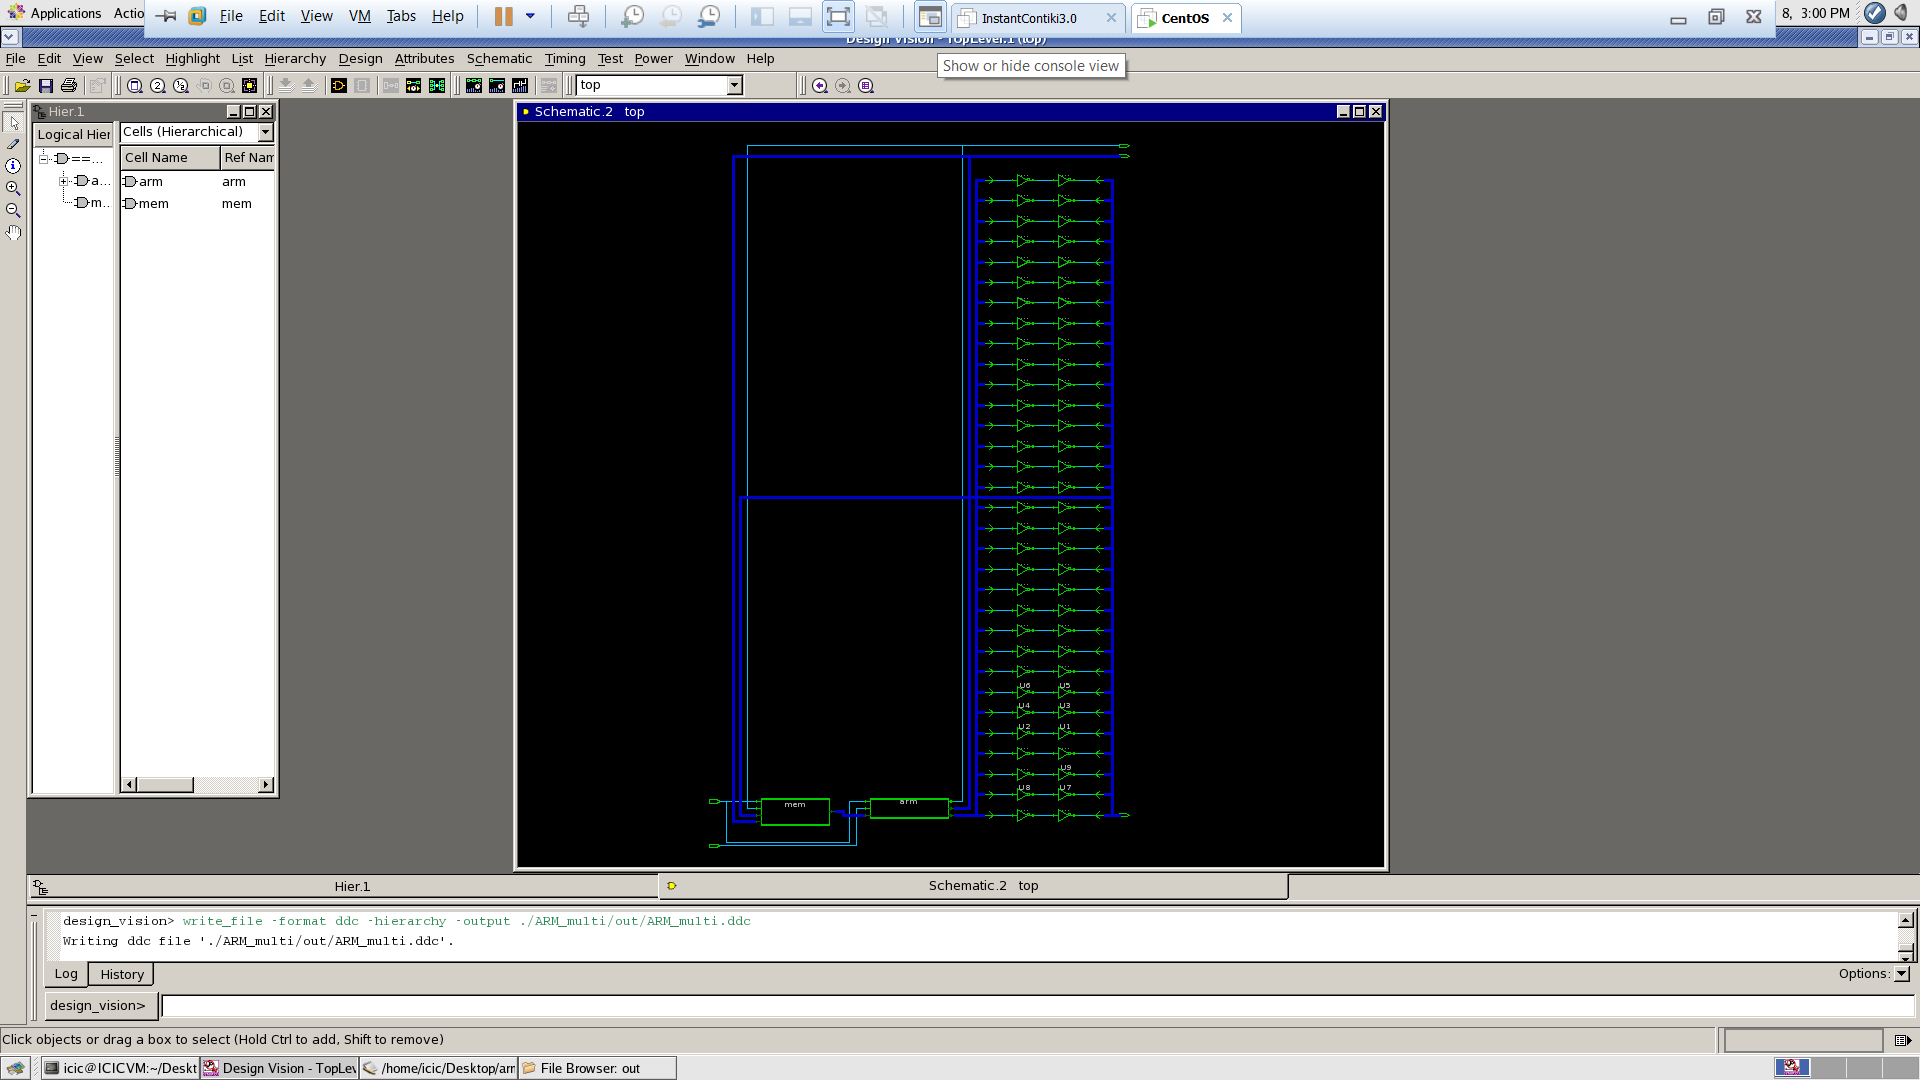 Applications Actio
File Edit View VM Tabs Help
InstantContiki3.0
CentOS
8, 3:00 PM
Design Vision - TopLevel.1 (top)
File Edit View Select Highlight List Hierarchy Design Attributes Schematic Timing Test Power Window Help
Show or hide console view
top
Hier.1
Logical Hier
Cells (Hierarchical)
Cell Name Ref Nam
==...
a...
m...
arm arm
mem mem
Schematic.2 top
U6 U5
U4 U3
U2 U1
U9
U8 U7
mem
arm
Hier.1
Schematic.2 top
design_vision> write_file -format ddc -hierarchy -output ./ARM_multi/out/ARM_multi.ddc
Writing ddc file './ARM_multi/out/ARM_multi.ddc'.
Log History
Options:
design_vision>
Click objects or drag a box to select (Hold Ctrl to add, Shift to remove)
icic@ICICVM:~/Deskt
Design Vision - TopLev
/home/icic/Desktop/arr
File Browser: out